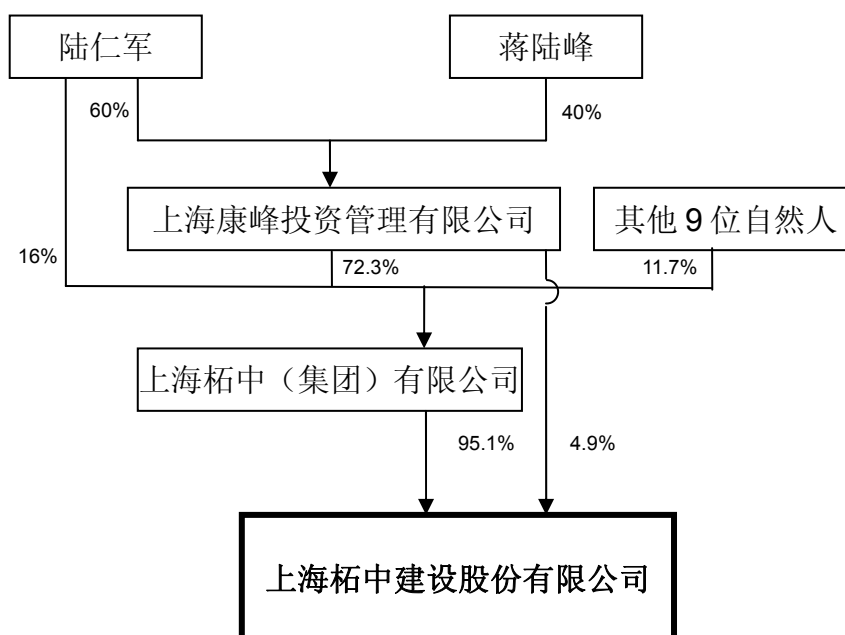 陆仁军
蒋陆峰
60%
40%
上海康峰投资管理有限公司
其他 9 位自然人
16%
72.3%
11.7%
上海柘中（集团）有限公司
95.1%
4.9%
上海柘中建设股份有限公司